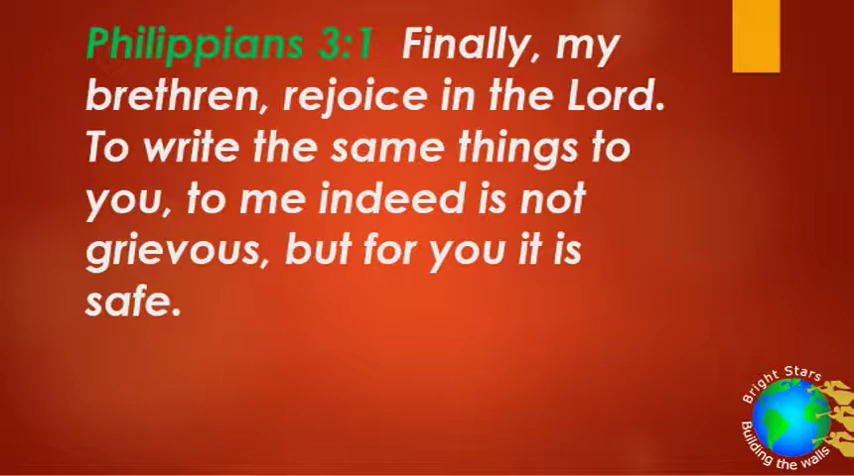 Philippians 3:1 Finally, my
brethren, rejoice in the Lord.
To write the same things to
you, to me indeed is not
grievous, but for you it is
safe.
Bright Stars
Building the walls